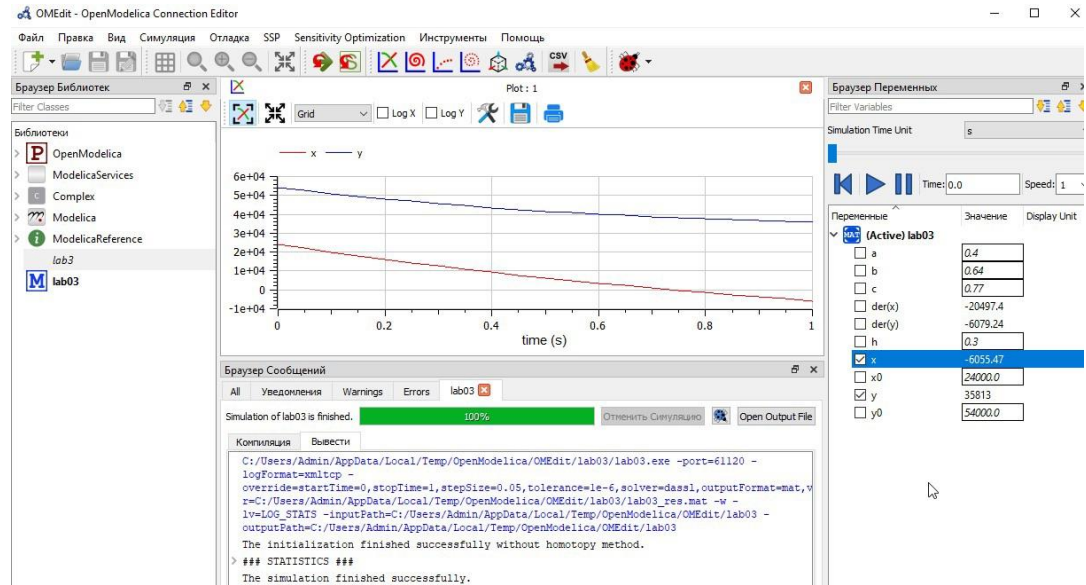 OMEdit - OpenModelica Connection Editor
Файл Правка Вид Симуляция Отладка SSP Sensitivity Optimization Инструменты Помощь
CSV
Браузер Библиотек
Filter Classes
Библиотеки
P OpenModelica
ModelicaServices
C Complex
m Modelica
i ModelicaReference
lab3
M lab03
Plot : 1
Grid Log X Log Y
x y
6e+04
5e+04
4e+04
3e+04
2e+04
1e+04
0
-1e+04
0 0.2 0.4 0.6 0.8 1
time (s)
Браузер Сообщений
All Уведомления Warnings Errors lab03
Simulation of lab03 is finished. 100% Отменить Симуляцию Open Output File
Компиляция Вывести
C:/Users/Admin/AppData/Local/Temp/OpenModelica/OMEdit/lab03/lab03.exe -port=61120 -
logFormat=xmltcp -
override=startTime=0,stopTime=1,stepSize=0.05,tolerance=1e-6,solver=dassl,outputFormat=mat,v
r=C:/Users/Admin/AppData/Local/Temp/OpenModelica/OMEdit/lab03/lab03_res.mat -w -
lv=LOG_STATS -inputPath=C:/Users/Admin/AppData/Local/Temp/OpenModelica/OMEdit/lab03 -
outputPath=C:/Users/Admin/AppData/Local/Temp/OpenModelica/OMEdit/lab03
The initialization finished successfully without homotopy method.
### STATISTICS ###
The simulation finished successfully.
Браузер Переменных
Filter Variables
Simulation Time Unit s
Time: 0.0 Speed: 1
Переменные Значение Display Unit
MAT (Active) lab03
a 0.4
b 0.64
c 0.77
der(x) -20497.4
der(y) -6079.24
h 0.3
x -6055.47
x0 24000.0
y 35813
y0 54000.0